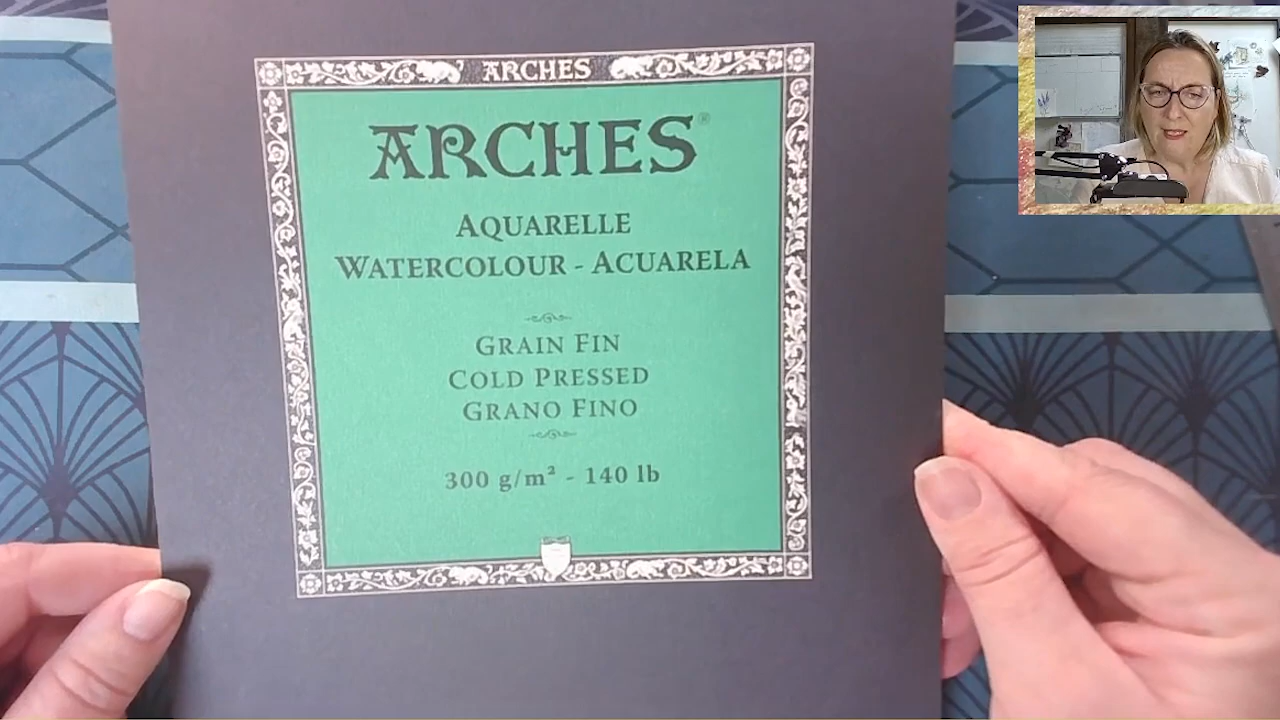 ARCHES
ARCHES®
AQUARELLE
WATERCOLOUR - ACUARELA
GRAIN FIN
COLD PRESSED
GRANO FINO
300 g/m² - 140 lb